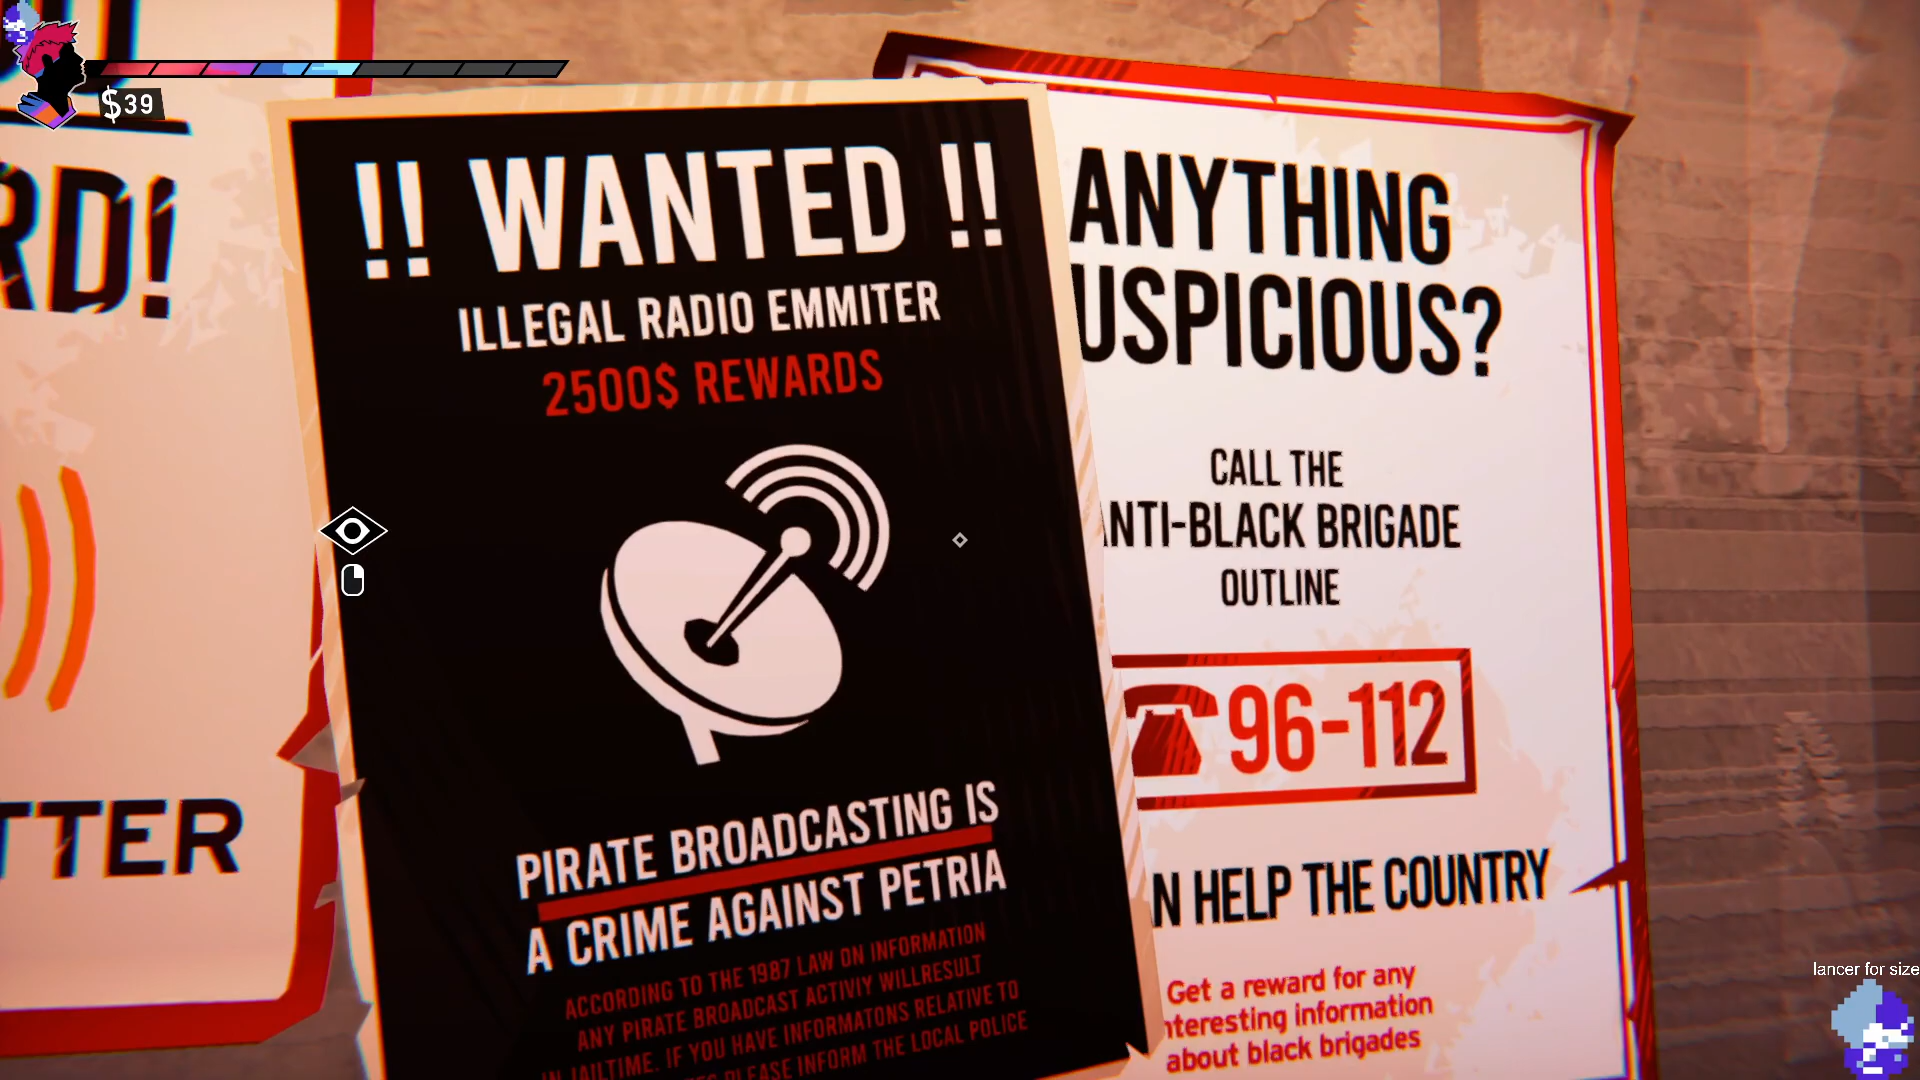 $39
RD!
TTER
!! WANTED !!
ILLEGAL RADIO EMMITER
2500$ REWARDS
PIRATE BROADCASTING IS
A CRIME AGAINST PETRIA
ACCORDING TO THE 1987 LAW ON INFORMATION
ANY PIRATE BROADCAST ACTIVIY WILLRESULT
IN JAILTIME. IF YOU HAVE INFORMATONS RELATIVE TO
PLEASE INFORM THE LOCAL POLICE
ANYTHING
USPICIOUS?
CALL THE
NTI-BLACK BRIGADE
OUTLINE
96-112
N HELP THE COUNTRY
Get a reward for any
nteresting information
about black brigades
lancer for size